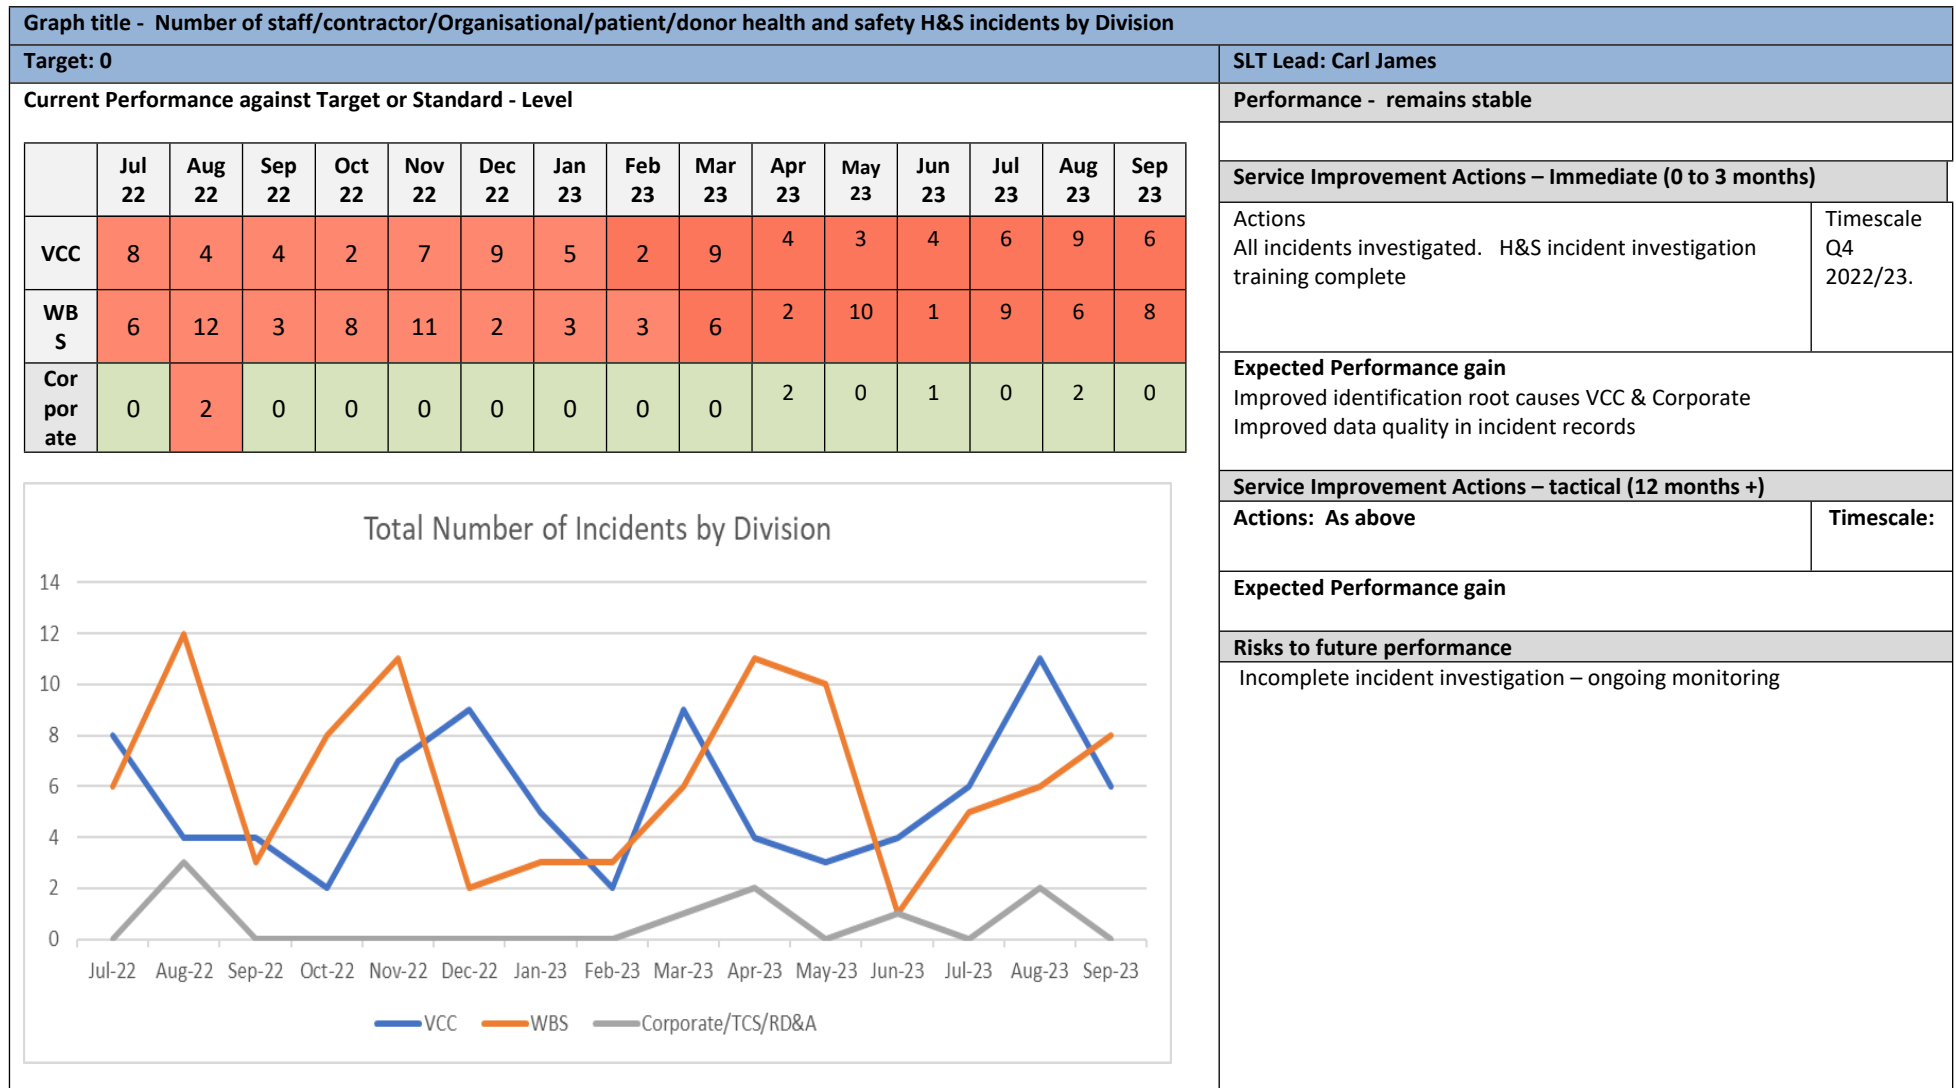 Graph title -  Number of staff/contractor/Organisational/patient/donor health and safety H&S incidents by Division
Target: 0
SLT Lead: Carl James
Current Performance against Target or Standard - Level
Jul 22 Aug 22 Sep 22 Oct 22 Nov 22 Dec 22 Jan 23 Feb 23 Mar 23 Apr 23 May 23 Jun 23 Jul 23 Aug 23 Sep 23
VCC 8 4 4 2 7 9 5 2 9 4 3 4 6 9 6
WB
S 6 12 3 8 11 2 3 3 6 2 10 1 9 6 8
Cor
por
ate 0 2 0 0 0 0 0 0 0 2 0 1 0 2 0
Total Number of Incidents by Division
14
12
10
8
6
4
2
0
Jul-22 Aug-22 Sep-22 Oct-22 Nov-22 Dec-22 Jan-23 Feb-23 Mar-23 Apr-23 May-23 Jun-23 Jul-23 Aug-23 Sep-23
VCC WBS Corporate/TCS/RD&A
Performance -  remains stable
Service Improvement Actions – Immediate (0 to 3 months)
Actions
All incidents investigated.   H&S incident investigation
training complete
Timescale
Q4
2022/23.
Expected Performance gain
Improved identification root causes VCC & Corporate
Improved data quality in incident records
Service Improvement Actions – tactical (12 months +)
Actions:  As above
Timescale:
Expected Performance gain
Risks to future performance
Incomplete incident investigation – ongoing monitoring